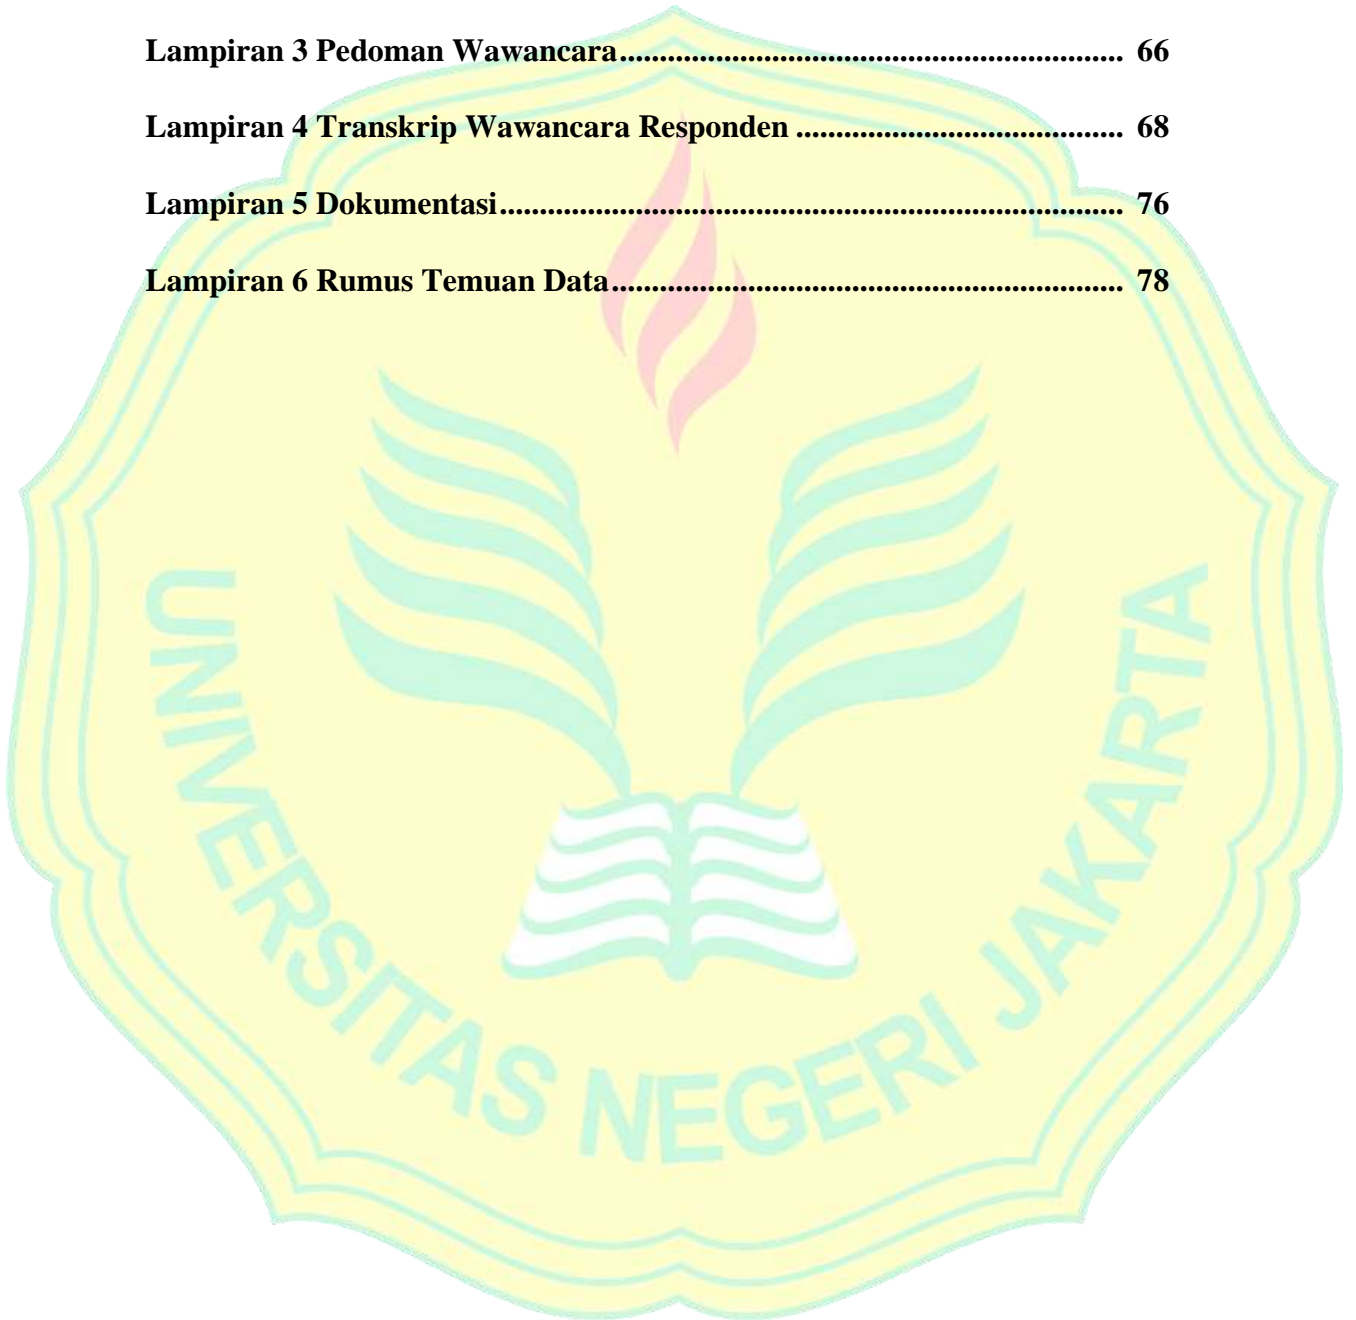 Lampiran 3 Pedoman Wawancara............................................................... 66
Lampiran 4 Transkrip Wawancara Responden ......................................... 68
Lampiran 5 Dokumentasi.............................................................................. 76
Lampiran 6 Rumus Temuan Data................................................................ 78
UNIVERSITAS NEGERI JAKARTA